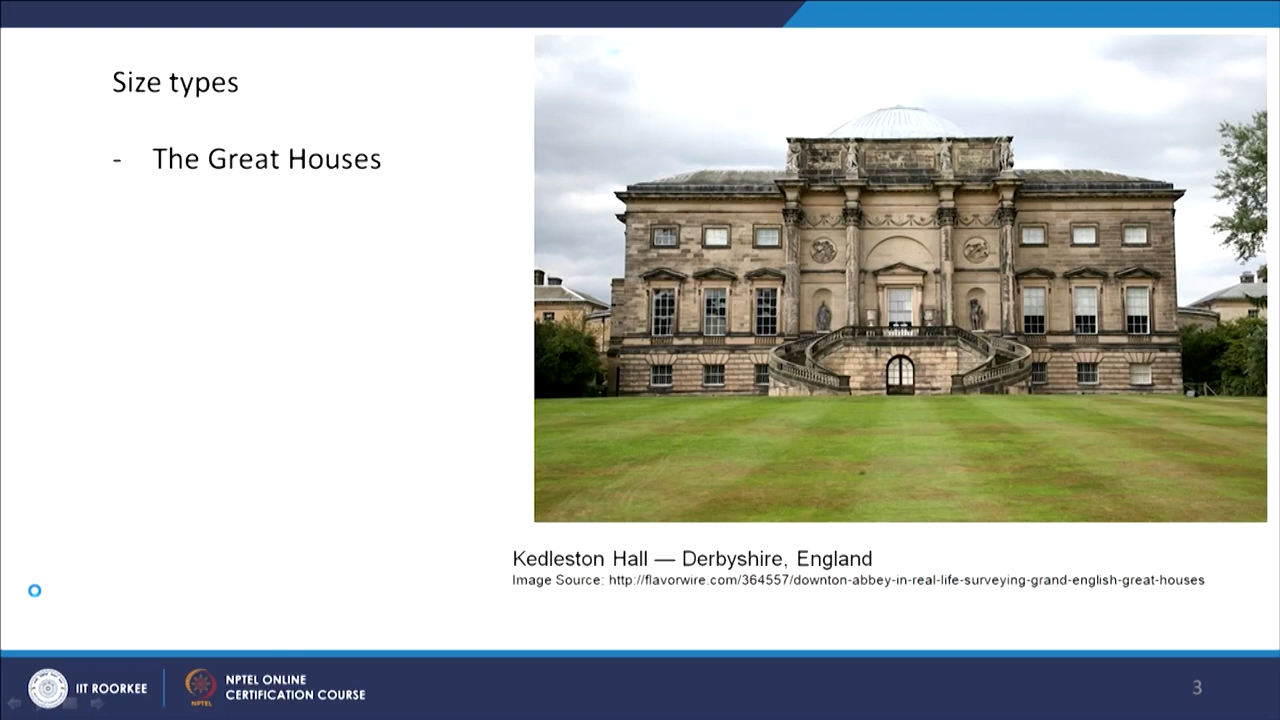 Size types
- The Great Houses
Kedleston Hall — Derbyshire, England
Image Source: http://flavorwire.com/364557/downton-abbey-in-real-life-surveying-grand-english-great-houses
IIT ROORKEE
NPTEL
NPTEL ONLINE
CERTIFICATION COURSE
3